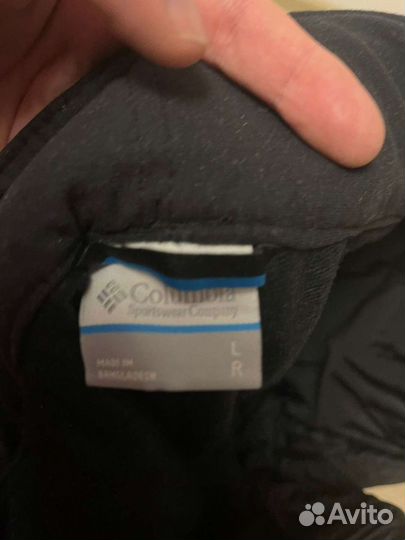 Columbia
Sportswear Company
L
R
MADE IN
BANGLADESH
Avito